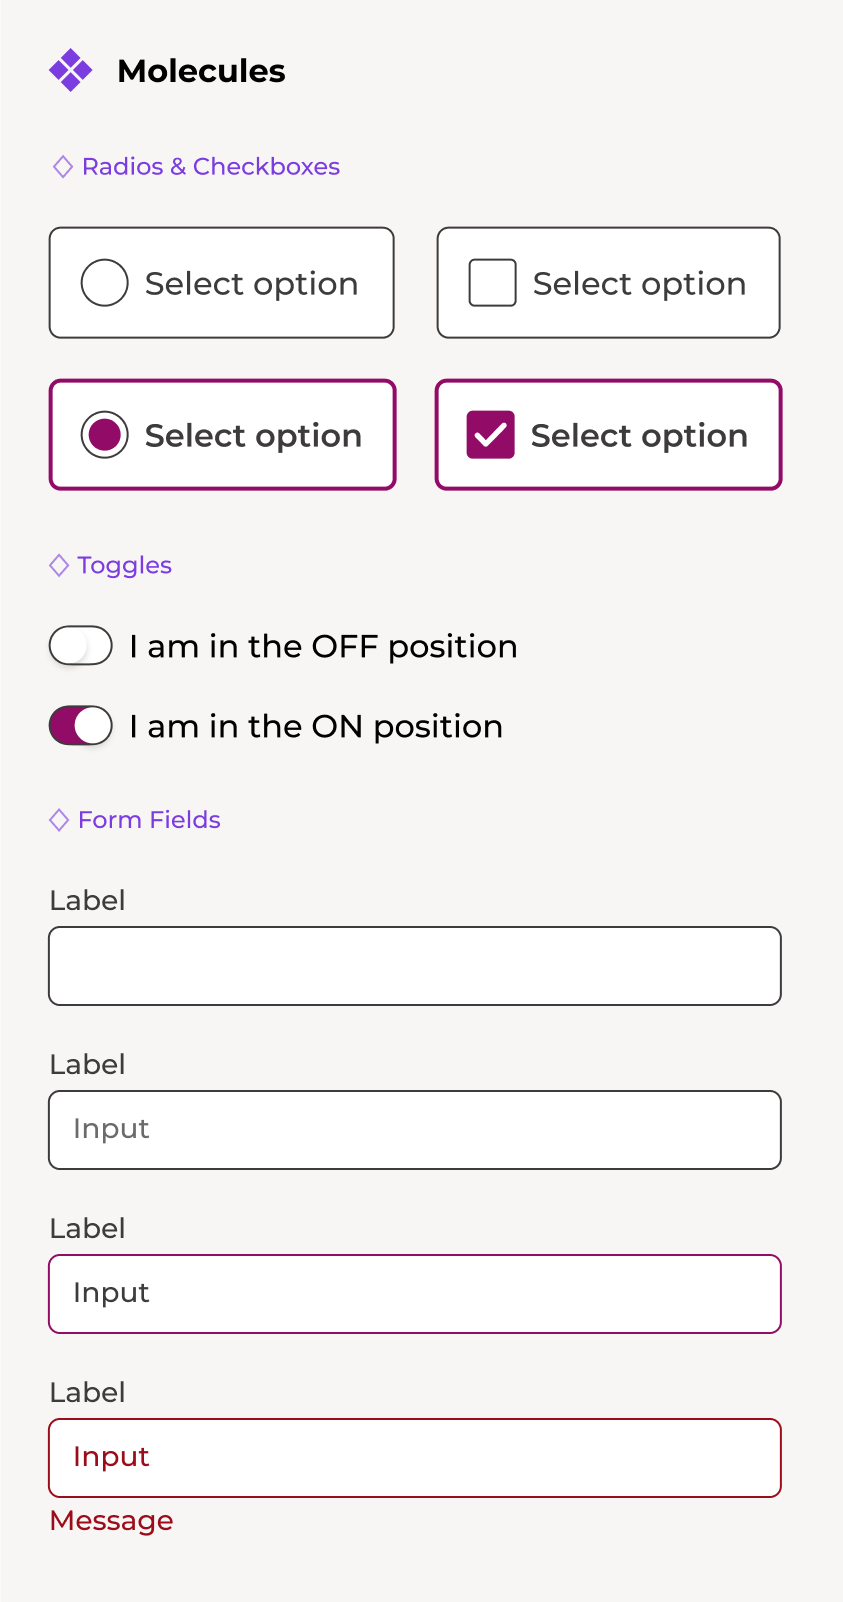 Molecules
Radios & Checkboxes
Select option
Select option
Select option
Select option
Toggles
I am in the OFF position
I am in the ON position
Form Fields
Label
Label
Input
Label
Input
Label
Input
Message